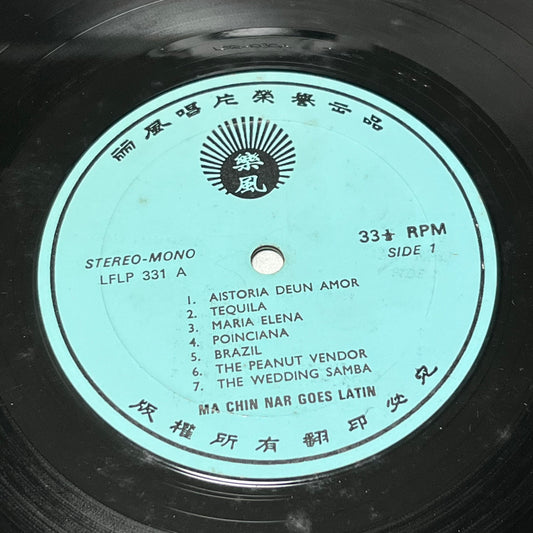 麗風唱片榮譽示品
樂風
STEREO-MONO
LFLP 331 A
33⅓ RPM
SIDE 1
1. AISTORIA DEUN AMOR
2. TEQUILA
3. MARIA ELENA
4. POINCIANA
5. BRAZIL
6. THE PEANUT VENDOR
7. THE WEDDING SAMBA
MA CHIN NAR GOES LATIN
版權所有翻印必究